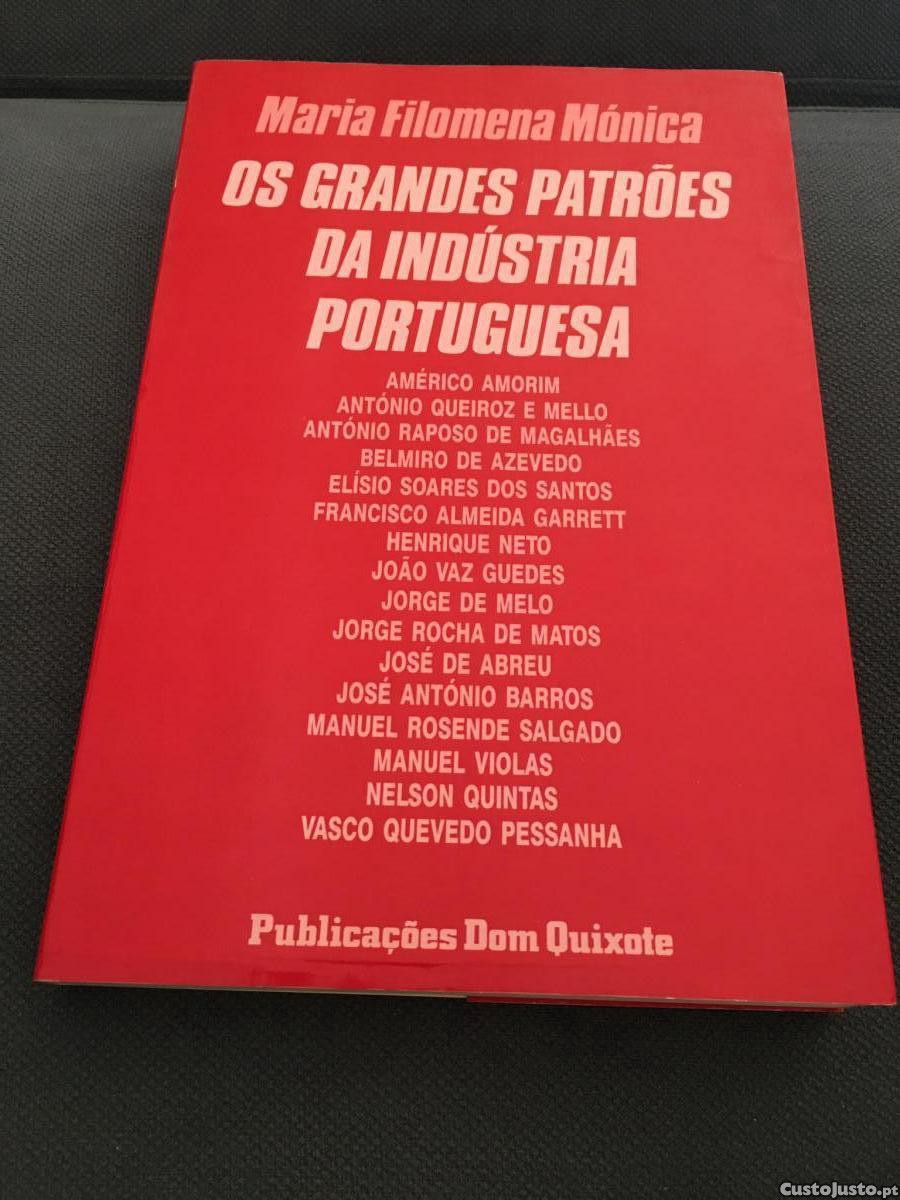 Maria Filomena Mónica
OS GRANDES PATRÕES
DA INDÚSTRIA
PORTUGUESA
AMÉRICO AMORIM
ANTÓNIO QUEIROZ E MELLO
ANTÓNIO RAPOSO DE MAGALHÃES
BELMIRO DE AZEVEDO
ELÍSIO SOARES DOS SANTOS
FRANCISCO ALMEIDA GARRETT
HENRIQUE NETO
JOÃO VAZ GUEDES
JORGE DE MELO
JORGE ROCHA DE MATOS
JOSÉ DE ABREU
JOSÉ ANTÓNIO BARROS
MANUEL ROSENDE SALGADO
MANUEL VIOLAS
NELSON QUINTAS
VASCO QUEVEDO PESSANHA
Publicações Dom Quixote
CustoJusto.pt